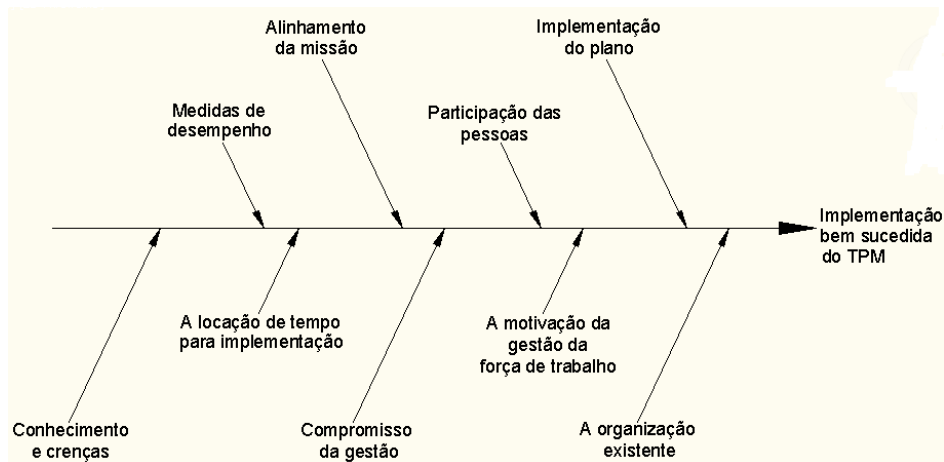 Alinhamento
da missão
Implementação
do plano
Medidas de
desempenho
Participação das
pessoas
Implementação
bem sucedida
do TPM
A locação de tempo
para implementação
A motivação da
gestão da
força de trabalho
Conhecimento
e crenças
Compromisso
da gestão
A organização
existente